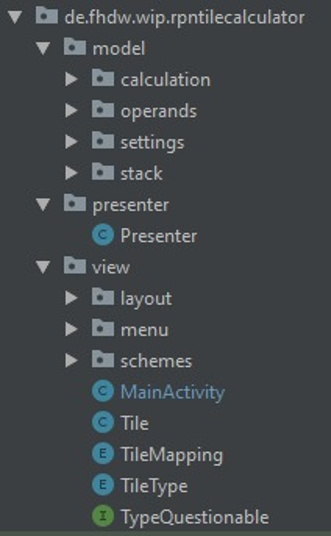 de.fhdw.wip.rpntilecalculator
model
calculation
operands
settings
stack
presenter
C Presenter
view
layout
menu
schemes
C MainActivity
C Tile
E TileMapping
E TileType
I TypeQuestionable